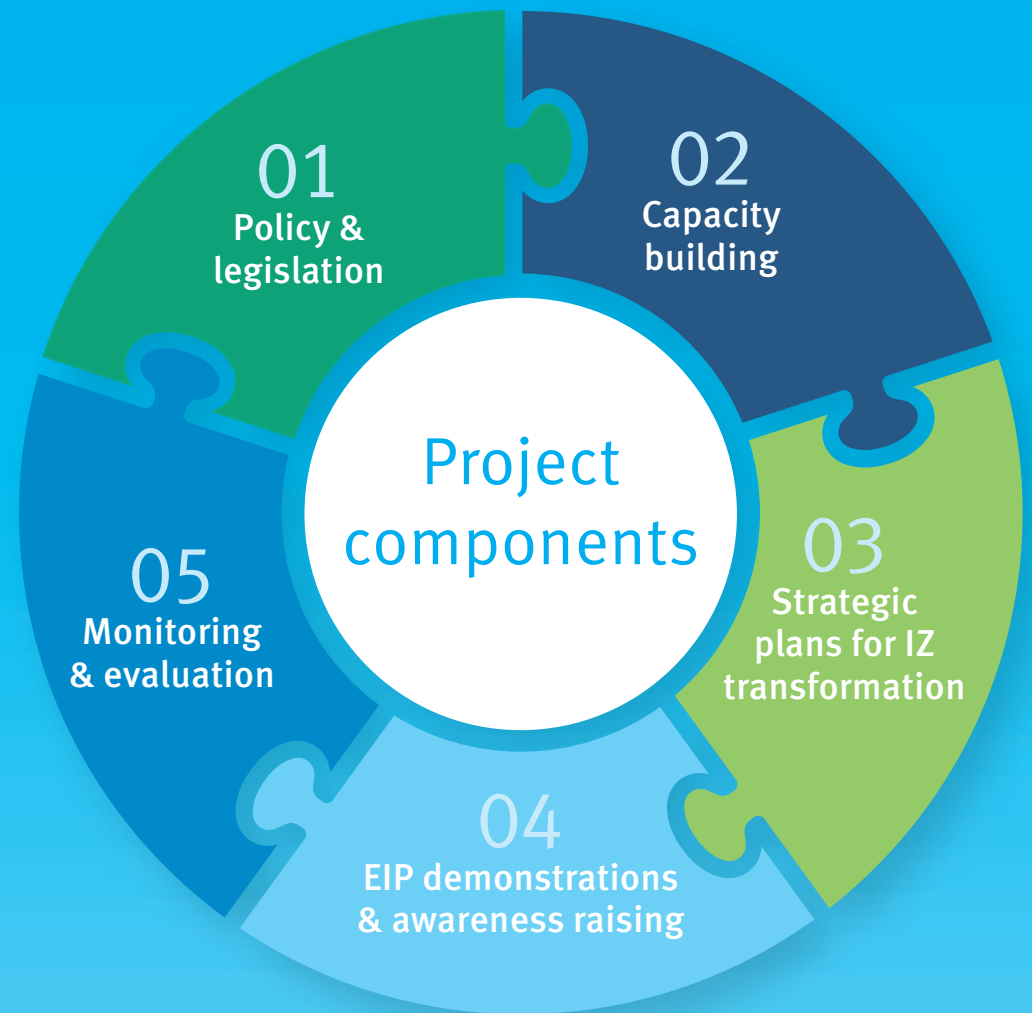 01
Policy &
legislation
02
Capacity
building
Project
components
03
Strategic
plans for IZ
transformation
04
EIP demonstrations
& awareness raising
05
Monitoring
& evaluation